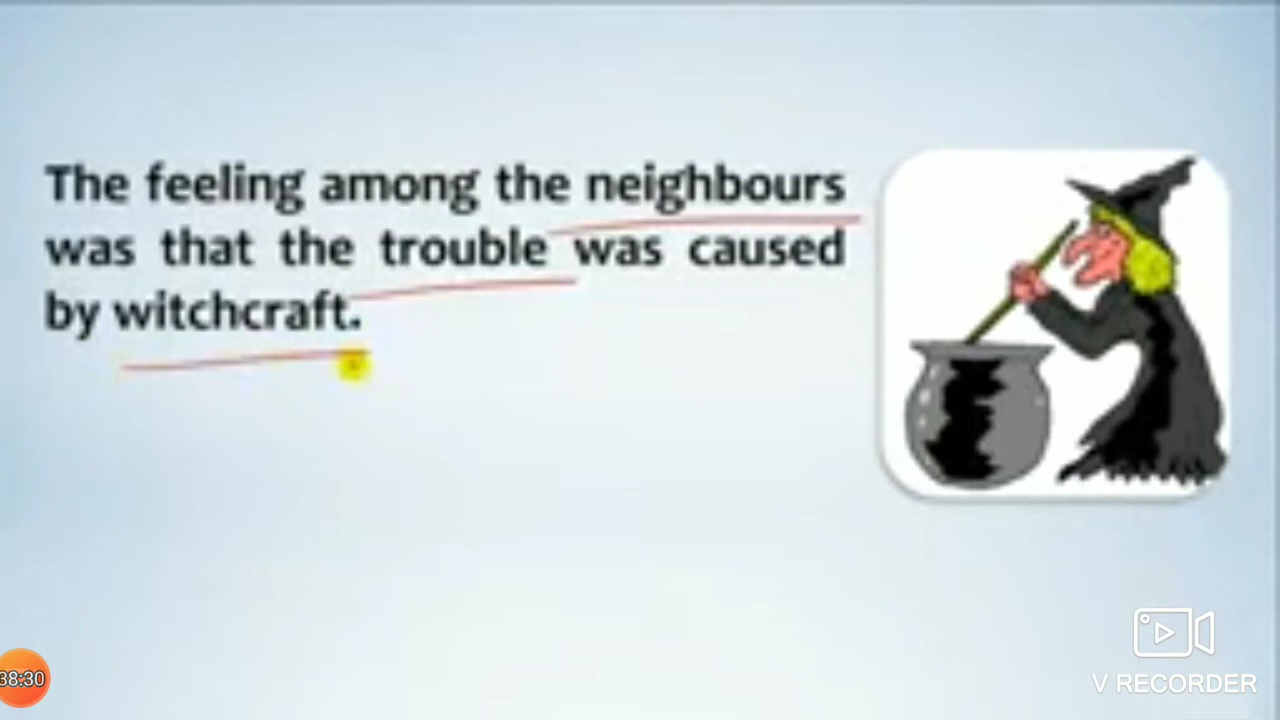 The feeling among the neighbours
was that the trouble was caused
by witchcraft.
38:30
V RECORDER